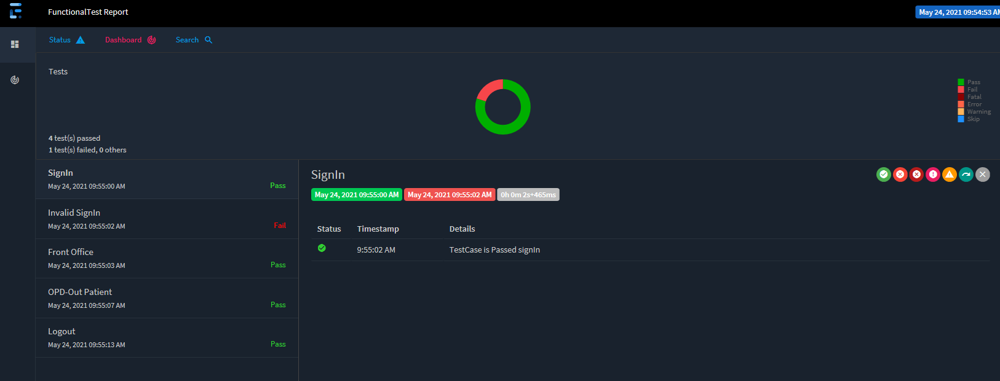 FunctionalTest Report
May 24, 2021 09:54:53 AM
Status
Dashboard
Search
Tests
Pass
Fail
Fatal
Error
Warning
Skip
4 test(s) passed
1 test(s) failed, 0 others
SignIn
May 24, 2021 09:55:00 AM
Pass
Invalid SignIn
May 24, 2021 09:55:02 AM
Fail
Front Office
May 24, 2021 09:55:03 AM
Pass
OPD-Out Patient
May 24, 2021 09:55:07 AM
Pass
Logout
May 24, 2021 09:55:13 AM
Pass
SignIn
May 24, 2021 09:55:00 AM May 24, 2021 09:55:02 AM 0h 0m 2s+465ms
Status Timestamp Details
9:55:02 AM TestCase is Passed signIn